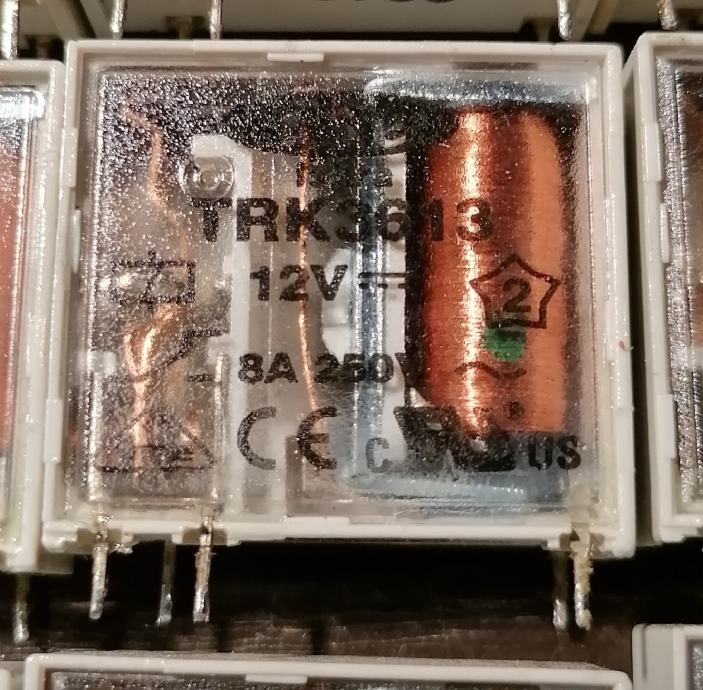 TRK3613
12V
2
8A 250V ~
CE c US ®